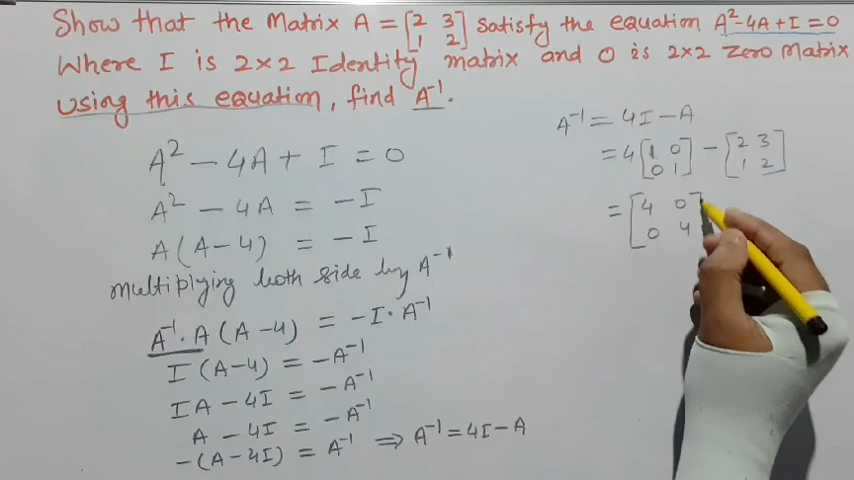 Show that the Matrix A = [2 3 1 2] satisfy the equation A² - 4A + I = 0
Where I is 2×2 Identity matrix and 0 is 2×2 Zero Matrix
using this equation, find A⁻¹.
A² - 4A + I = 0
A² - 4A = - I
A (A - 4) = - I
multiplying both side by A⁻¹
A⁻¹. A (A - 4) = - I · A⁻¹
I (A - 4) = - A⁻¹
IA - 4I = - A⁻¹
A - 4I = - A⁻¹
-(A - 4I) = A⁻¹ ⇒ A⁻¹ = 4I - A
A⁻¹ = 4I - A
= 4 [1 0 0 1] - [2 3 1 2]
= [4 0 0 4]